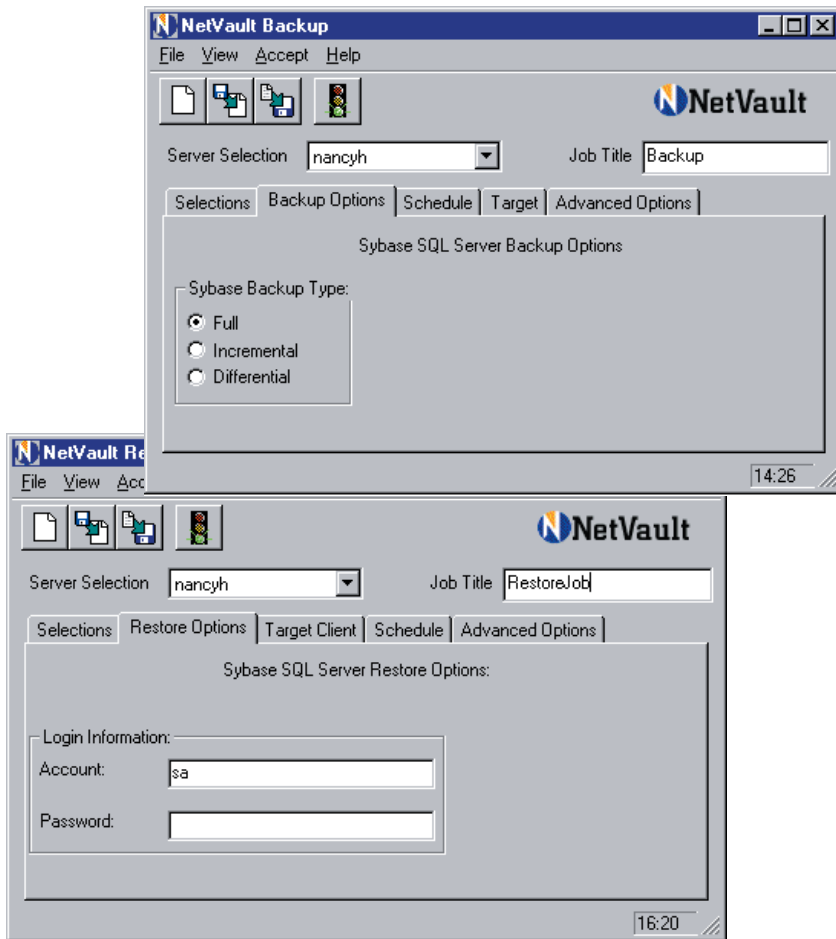 NetVault Backup
File View Accept Help
NetVault
Server Selection nancyh Job Title Backup
Selections Backup Options Schedule Target Advanced Options
Sybase SQL Server Backup Options
Sybase Backup Type:
Full
Incremental
Differential
14:26
NetVault Re
File View Acc
NetVault
Server Selection nancyh Job Title RestoreJob
Selections Restore Options Target Client Schedule Advanced Options
Sybase SQL Server Restore Options:
Login Information:
Account: sa
Password:
16:20